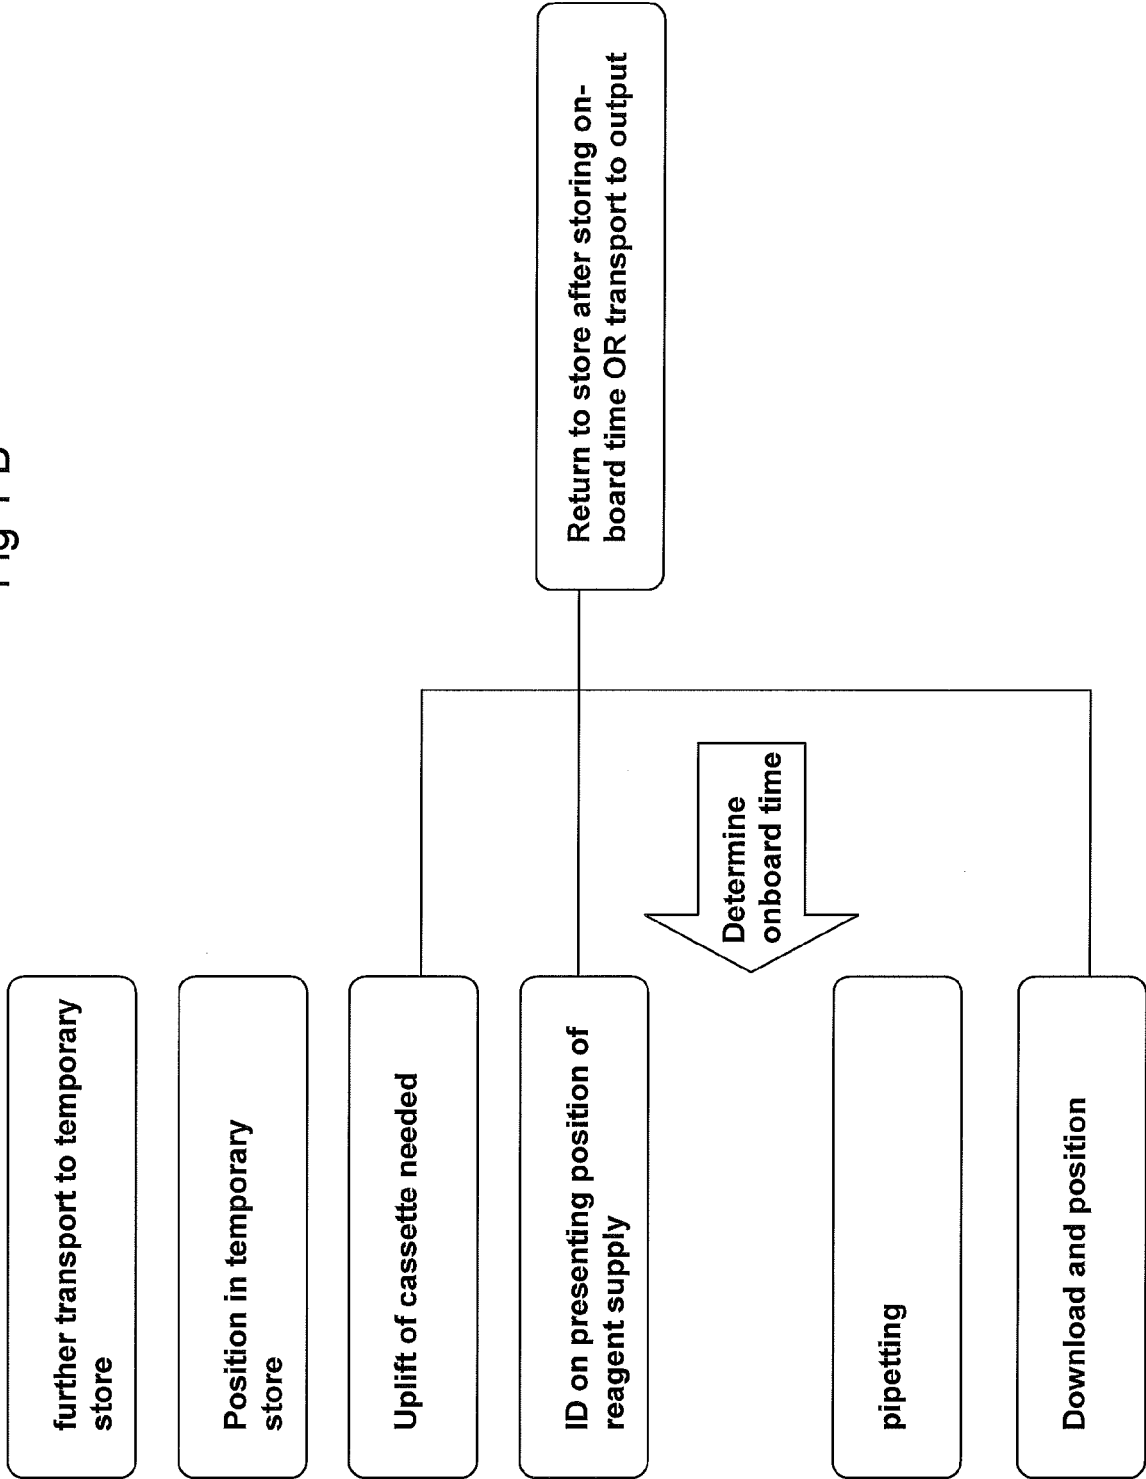 Fig 1 B
further transport to temporary
store
Position in temporary
store
Uplift of cassette needed
ID on presenting position of
reagent supply
Determine
onboard time
pipetting
Download and position
Return to store after storing on-
board time OR transport to output